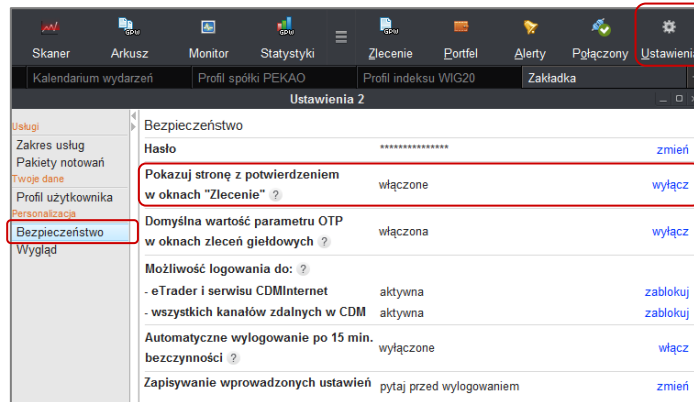 GPW
GPW
GPW
Skaner Arkusz Monitor Statystyki Zlecenie Portfel Alerty Połączony Ustawienia
Kalendarium wydarzeń Profil spółki PEKAO Profil indeksu WIG20 Zakładka
Ustawienia 2
Usługi
Zakres usług
Pakiety notowań
Twoje dane
Profil użytkownika
Personalizacja
Bezpieczeństwo
Wygląd
Bezpieczeństwo
Hasło *************** zmień
Pokazuj stronę z potwierdzeniem
w oknach "Zlecenie" ? włączone wyłącz
Domyślna wartość parametru OTP
w oknach zleceń giełdowych ? włączona wyłącz
Możliwość logowania do: ?
- eTrader i serwisu CDMInternet aktywna zablokuj
- wszystkich kanałów zdalnych w CDM aktywna zablokuj
Automatyczne wylogowanie po 15 min.
bezczynności ? wyłączone włącz
Zapisywanie wprowadzonych ustawień pytaj przed wylogowaniem zmień